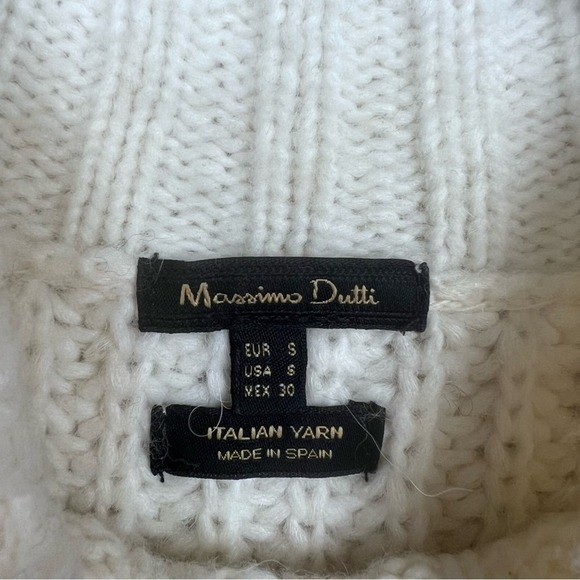 Massimo Dutti
EUR S
USA S
MEX 30
ITALIAN YARN
MADE IN SPAIN